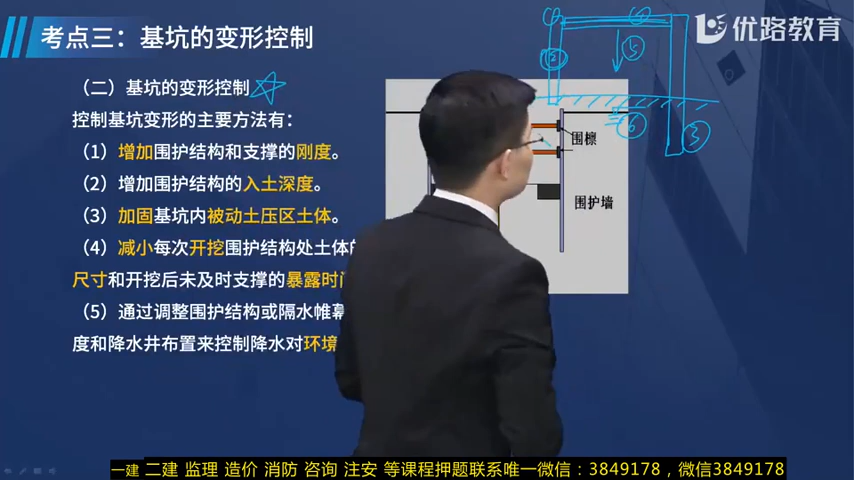 考点三：基坑的变形控制
优路教育
（二）基坑的变形控制
控制基坑变形的主要方法有：
（1）增加围护结构和支撑的刚度。
（2）增加围护结构的入土深度。
（3）加固基坑内被动土压区土体。
（4）减小每次开挖围护结构处土体的
尺寸和开挖后未及时支撑的暴露时间
（5）通过调整围护结构或隔水帷幕
度和降水井布置来控制降水对环境
围檩
围护墙
⑤
⑥
③
一建 二建 监理 造价 消防 咨询 注安 等课程押题联系唯一微信：3849178，微信3849178